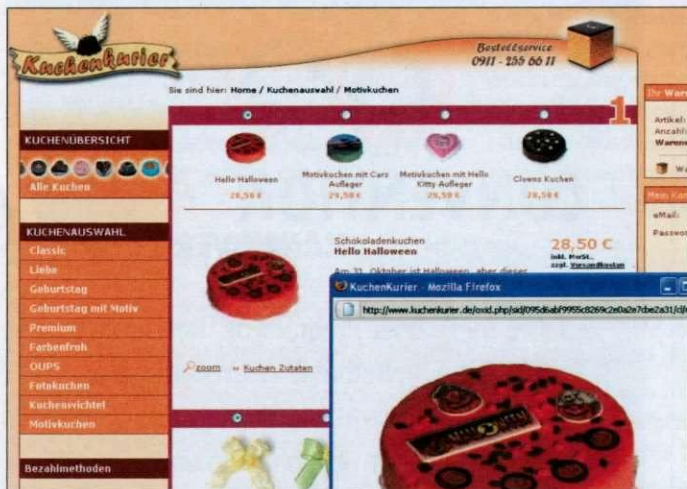 Kuchenkurier
Bestellservice
0911 - 255 66 11
Sie sind hier: Home / Kuchenauswahl / Motivkuchen
1
Ihr
Artikel:
Anzahl:
KUCHENÜBERSICHT
Alle Kuchen
Hello Halloween
28,50 €
Motivkuchen mit Cars
Aufleger
29,50 €
Motivkuchen mit Hello
Kitty Aufleger
29,50 €
Clowns Kuchen
28,50 €
Mein
eMail:
KUCHENAUSWAHL
Classic
Liebe
Geburtstag
Geburtstag mit Motiv
Premium
Farbenfroh
OUPS
Fotokuchen
Kuchenwichtel
Motivkuchen
Bezahlmethoden
Schokoladenkuchen
Hello Halloween
28,50 €
inkl. MwSt.,
zzgl. Versandkosten
Am 31. Oktober ist Halloween, aber dieser
zoom » Kuchen Zutaten
KuchenKurier - Mozilla Firefox